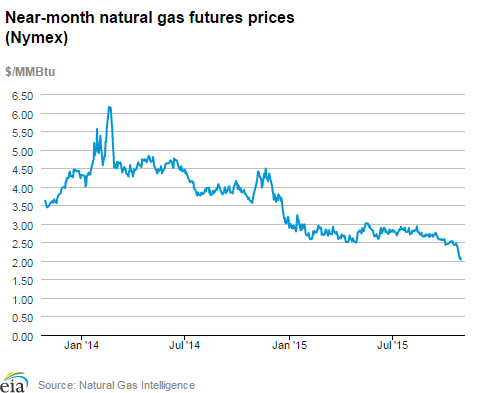 Near-month natural gas futures prices
(Nymex)
$/MMBtu
6.50
6.00
5.50
5.00
4.50
4.00
3.50
3.00
2.50
2.00
1.50
1.00
0.50
0.00
Jan '14
Jul'14
Jan '15
Jul'15
eia
Source: Natural Gas Intelligence